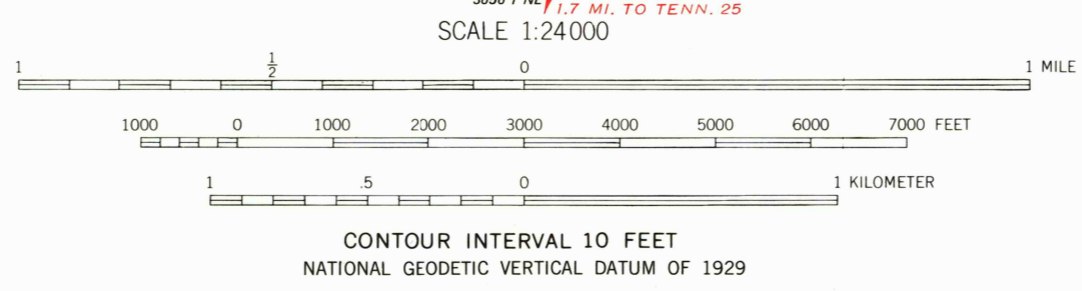 1.7 MI. TO TENN. 25
SCALE 1:24 000
1 1/2 0 1 MILE
1000 0 1000 2000 3000 4000 5000 6000 7000 FEET
1 .5 0 1 KILOMETER
CONTOUR INTERVAL 10 FEET
NATIONAL GEODETIC VERTICAL DATUM OF 1929